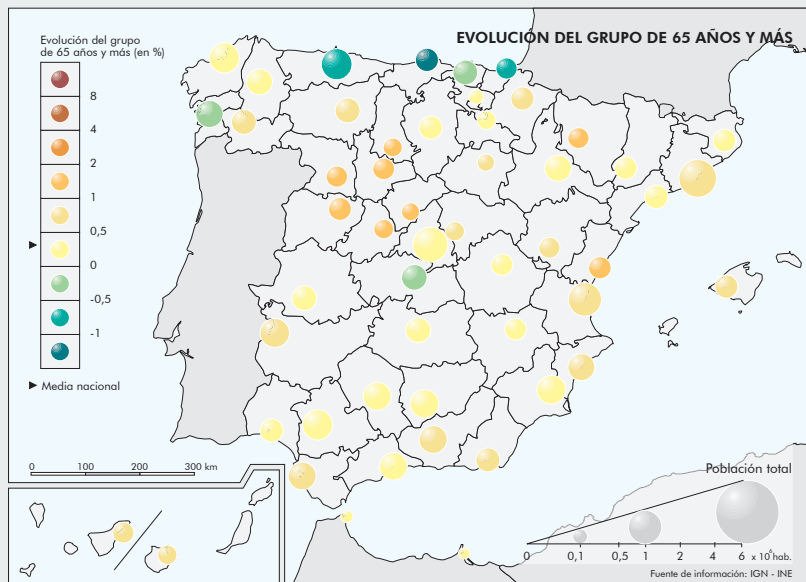 EVOLUCIÓN DEL GRUPO DE 65 AÑOS Y MÁS
Evolución del grupo
de 65 años y más (en %)
8
4
2
1
0,5
0
-0,5
-1
► Media nacional
0 100 200 300 km
Población total
0 0,1 0,5 1 2 4 6 x 10⁶ hab.
Fuente de información: IGN - INE